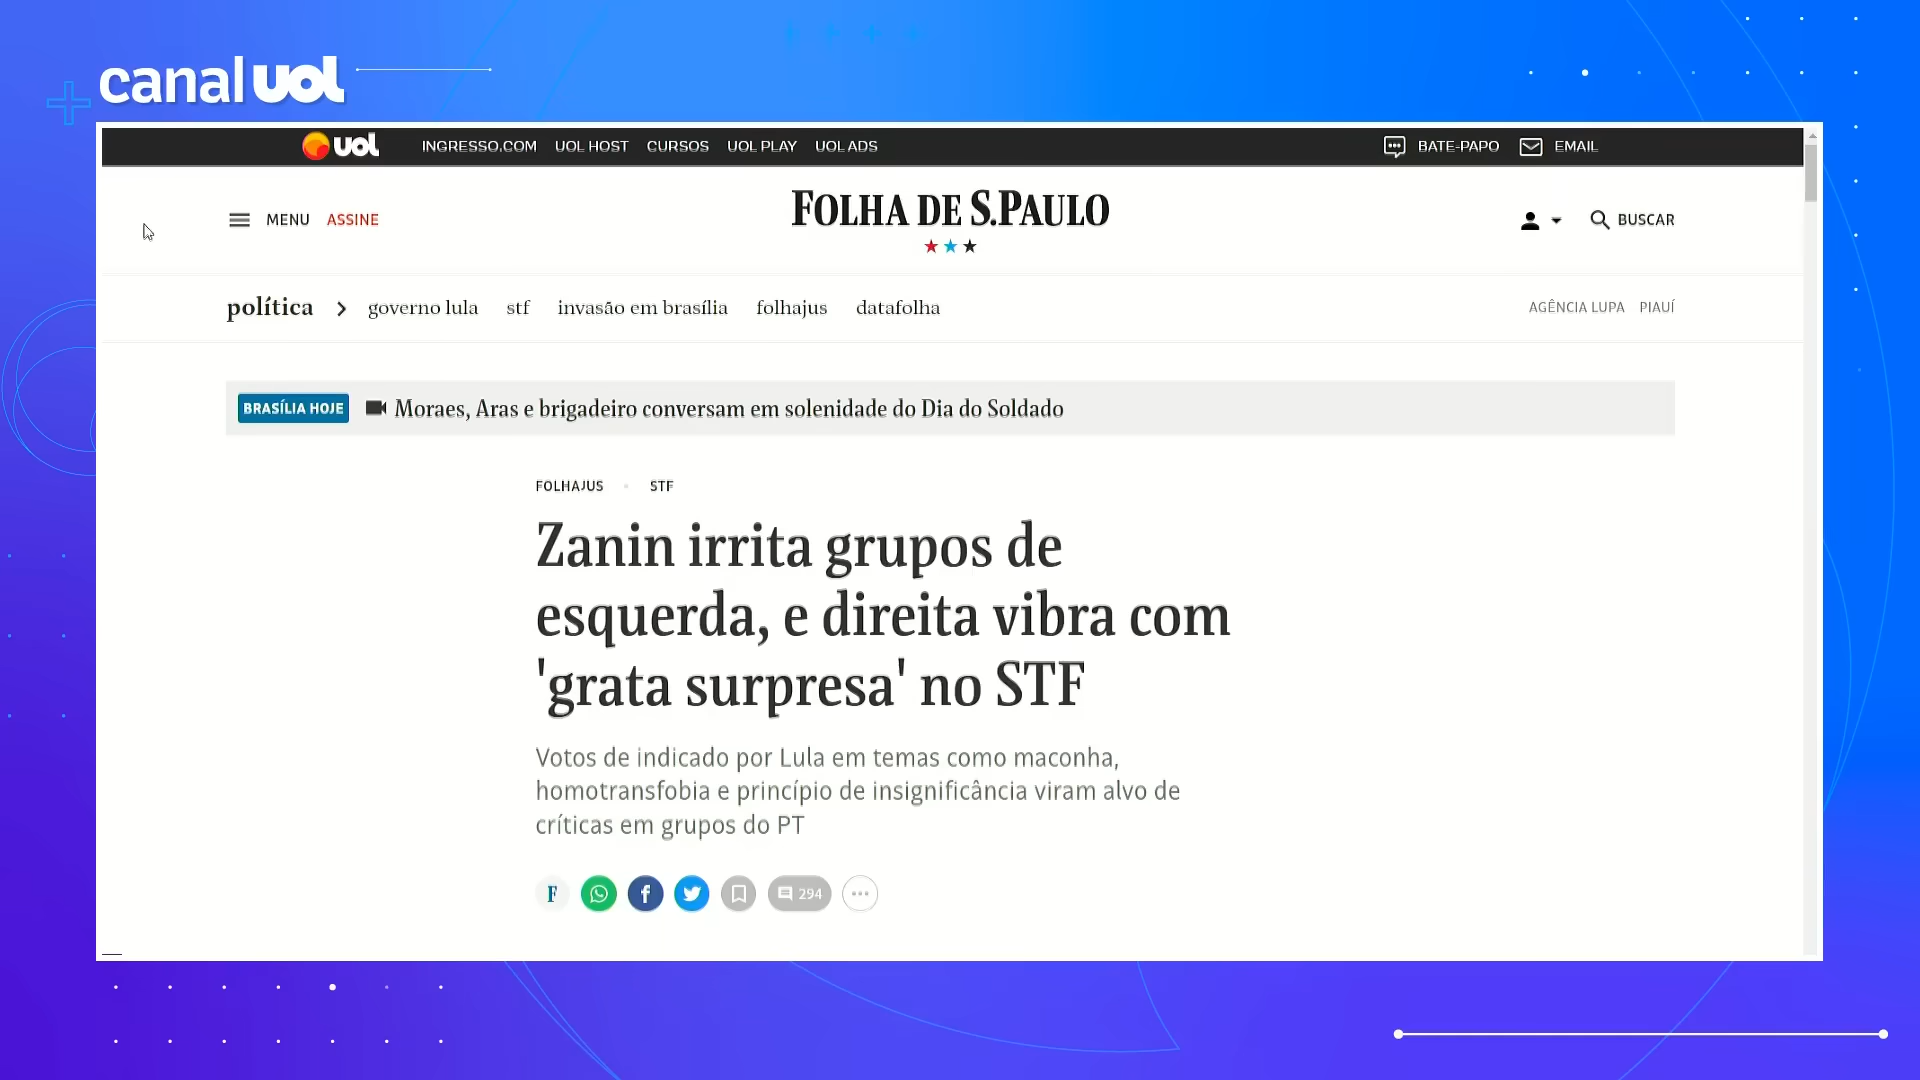 canal uol
uol INGRESSO.COM UOL HOST CURSOS UOL PLAY UOL ADS BATE-PAPO EMAIL
MENU ASSINE FOLHA DE S.PAULO BUSCAR
política governo lula stf invasão em brasília folhajus datafolha AGÊNCIA LUPA PIAUÍ
BRASÍLIA HOJE Moraes, Aras e brigadeiro conversam em solenidade do Dia do Soldado
FOLHAJUS STF
Zanin irrita grupos de
esquerda, e direita vibra com
'grata surpresa' no STF
Votos de indicado por Lula em temas como maconha,
homotransfobia e princípio de insignificância viram alvo de
críticas em grupos do PT
F f 294